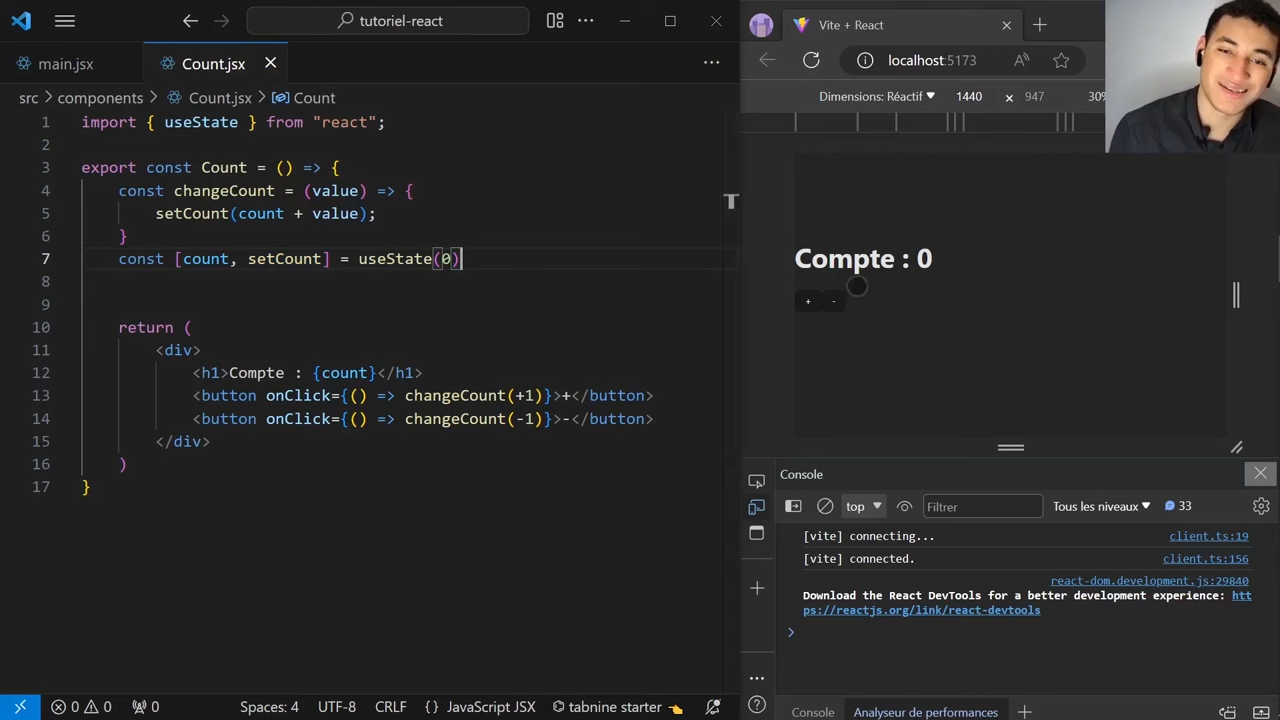 tutoriel-react
main.jsx
Count.jsx
src > components > Count.jsx > Count
1 import { useState } from "react";
2
3 export const Count = () => {
4 const changeCount = (value) => {
5 setCount(count + value);
6 }
7 const [count, setCount] = useState(0)
8
9
10 return (
11 <div>
12 <h1>Compte : {count}</h1>
13 <button onClick={() => changeCount(+1)}>+</button>
14 <button onClick={() => changeCount(-1)}>-</button>
15 </div>
16 )
17 }
0 0 0 Spaces: 4 UTF-8 CRLF {} JavaScript JSX tabnine starter
Vite + React
localhost:5173
Dimensions: Réactif 1440 × 947 30%
Compte : 0
+ -
Console
top Filtrer Tous les niveaux 33
[vite] connecting... client.ts:19
[vite] connected. client.ts:156
react-dom.development.js:29840
Download the React DevTools for a better development experience: htt
ps://reactjs.org/link/react-devtools
Console Analyseur de performances